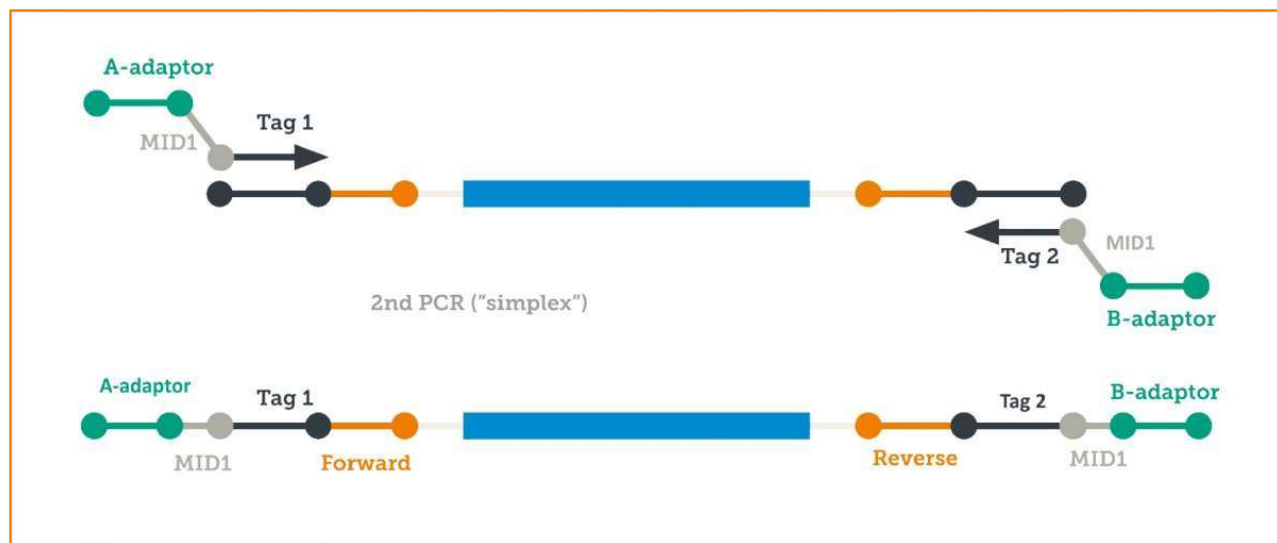 A-adaptor
MID1
Tag 1
Tag 2
MID1
B-adaptor
2nd PCR ("simplex")
A-adaptor
Tag 1
Tag 2
B-adaptor
MID1
Forward
Reverse
MID1